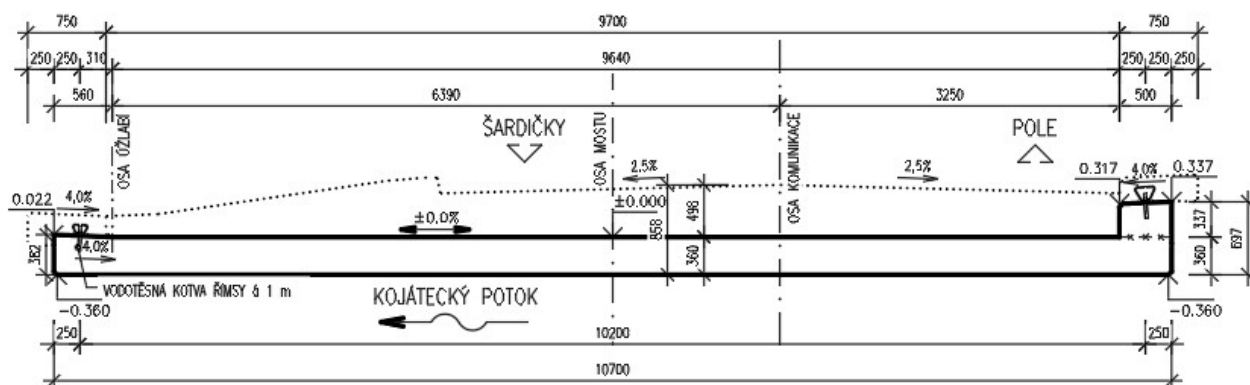 750 9700 750
250 250 310 9640 250 250 250
560 6390 3250 500
OSA ÚŽLABÍ
ŠARDIČKY
OSA MOSTU
OSA KOMUNIKACE
POLE
0.022 4,0% 2.5% 2,5% 0.317 4.0% 0.337
±0,0% ±0.000
382 4.0% 858 498 360 337 360 697
VODOTĚSNÁ KOTVA ŘÍMSY á 1 m
-0.360 KOJÁTECKÝ POTOK -0.360
250 10200 250
10700